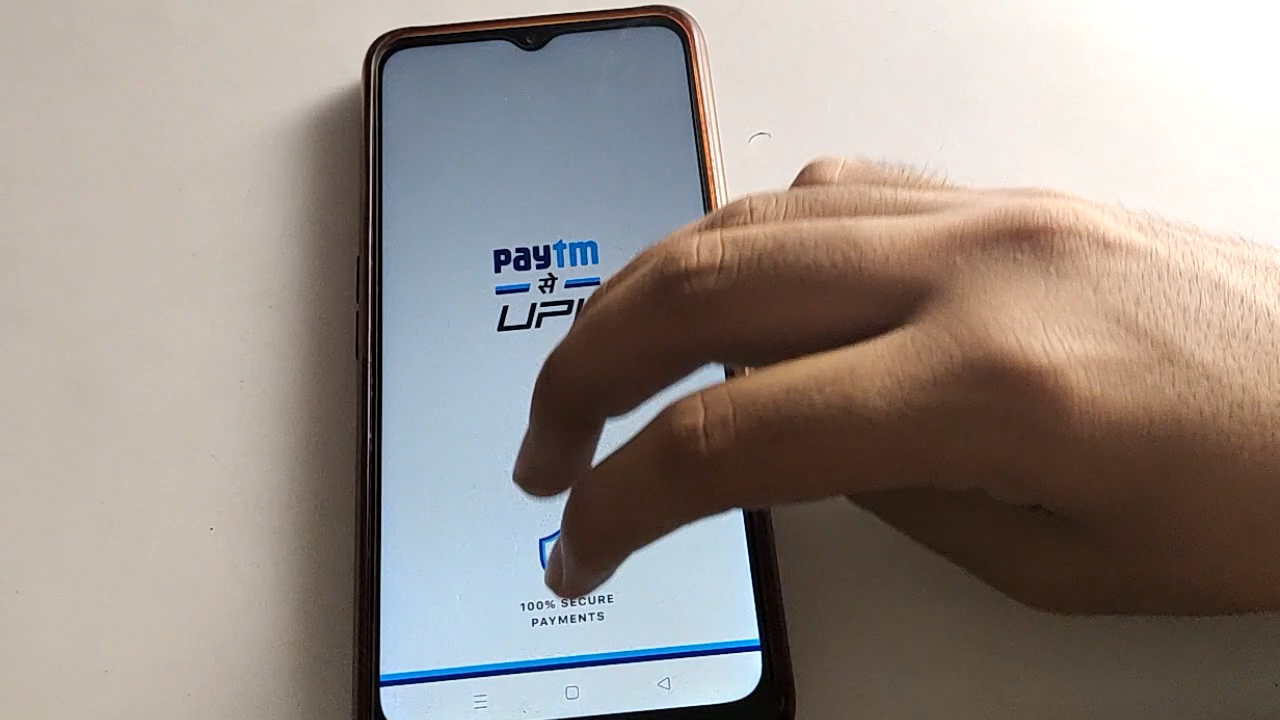 paytm
से
UPI
100% SECURE
PAYMENTS